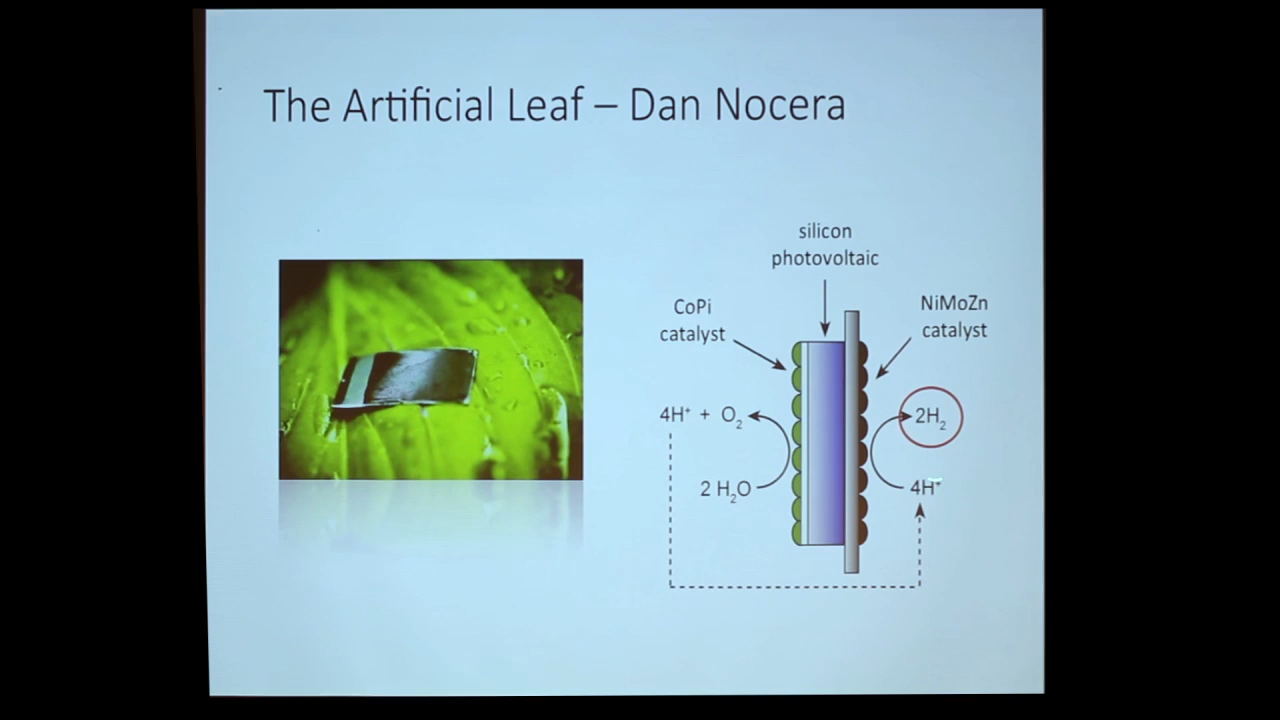 The Artificial Leaf – Dan Nocera
silicon
photovoltaic
CoPi
catalyst
NiMoZn
catalyst
4H⁺ + O₂
2H₂
2 H₂O
4H⁺